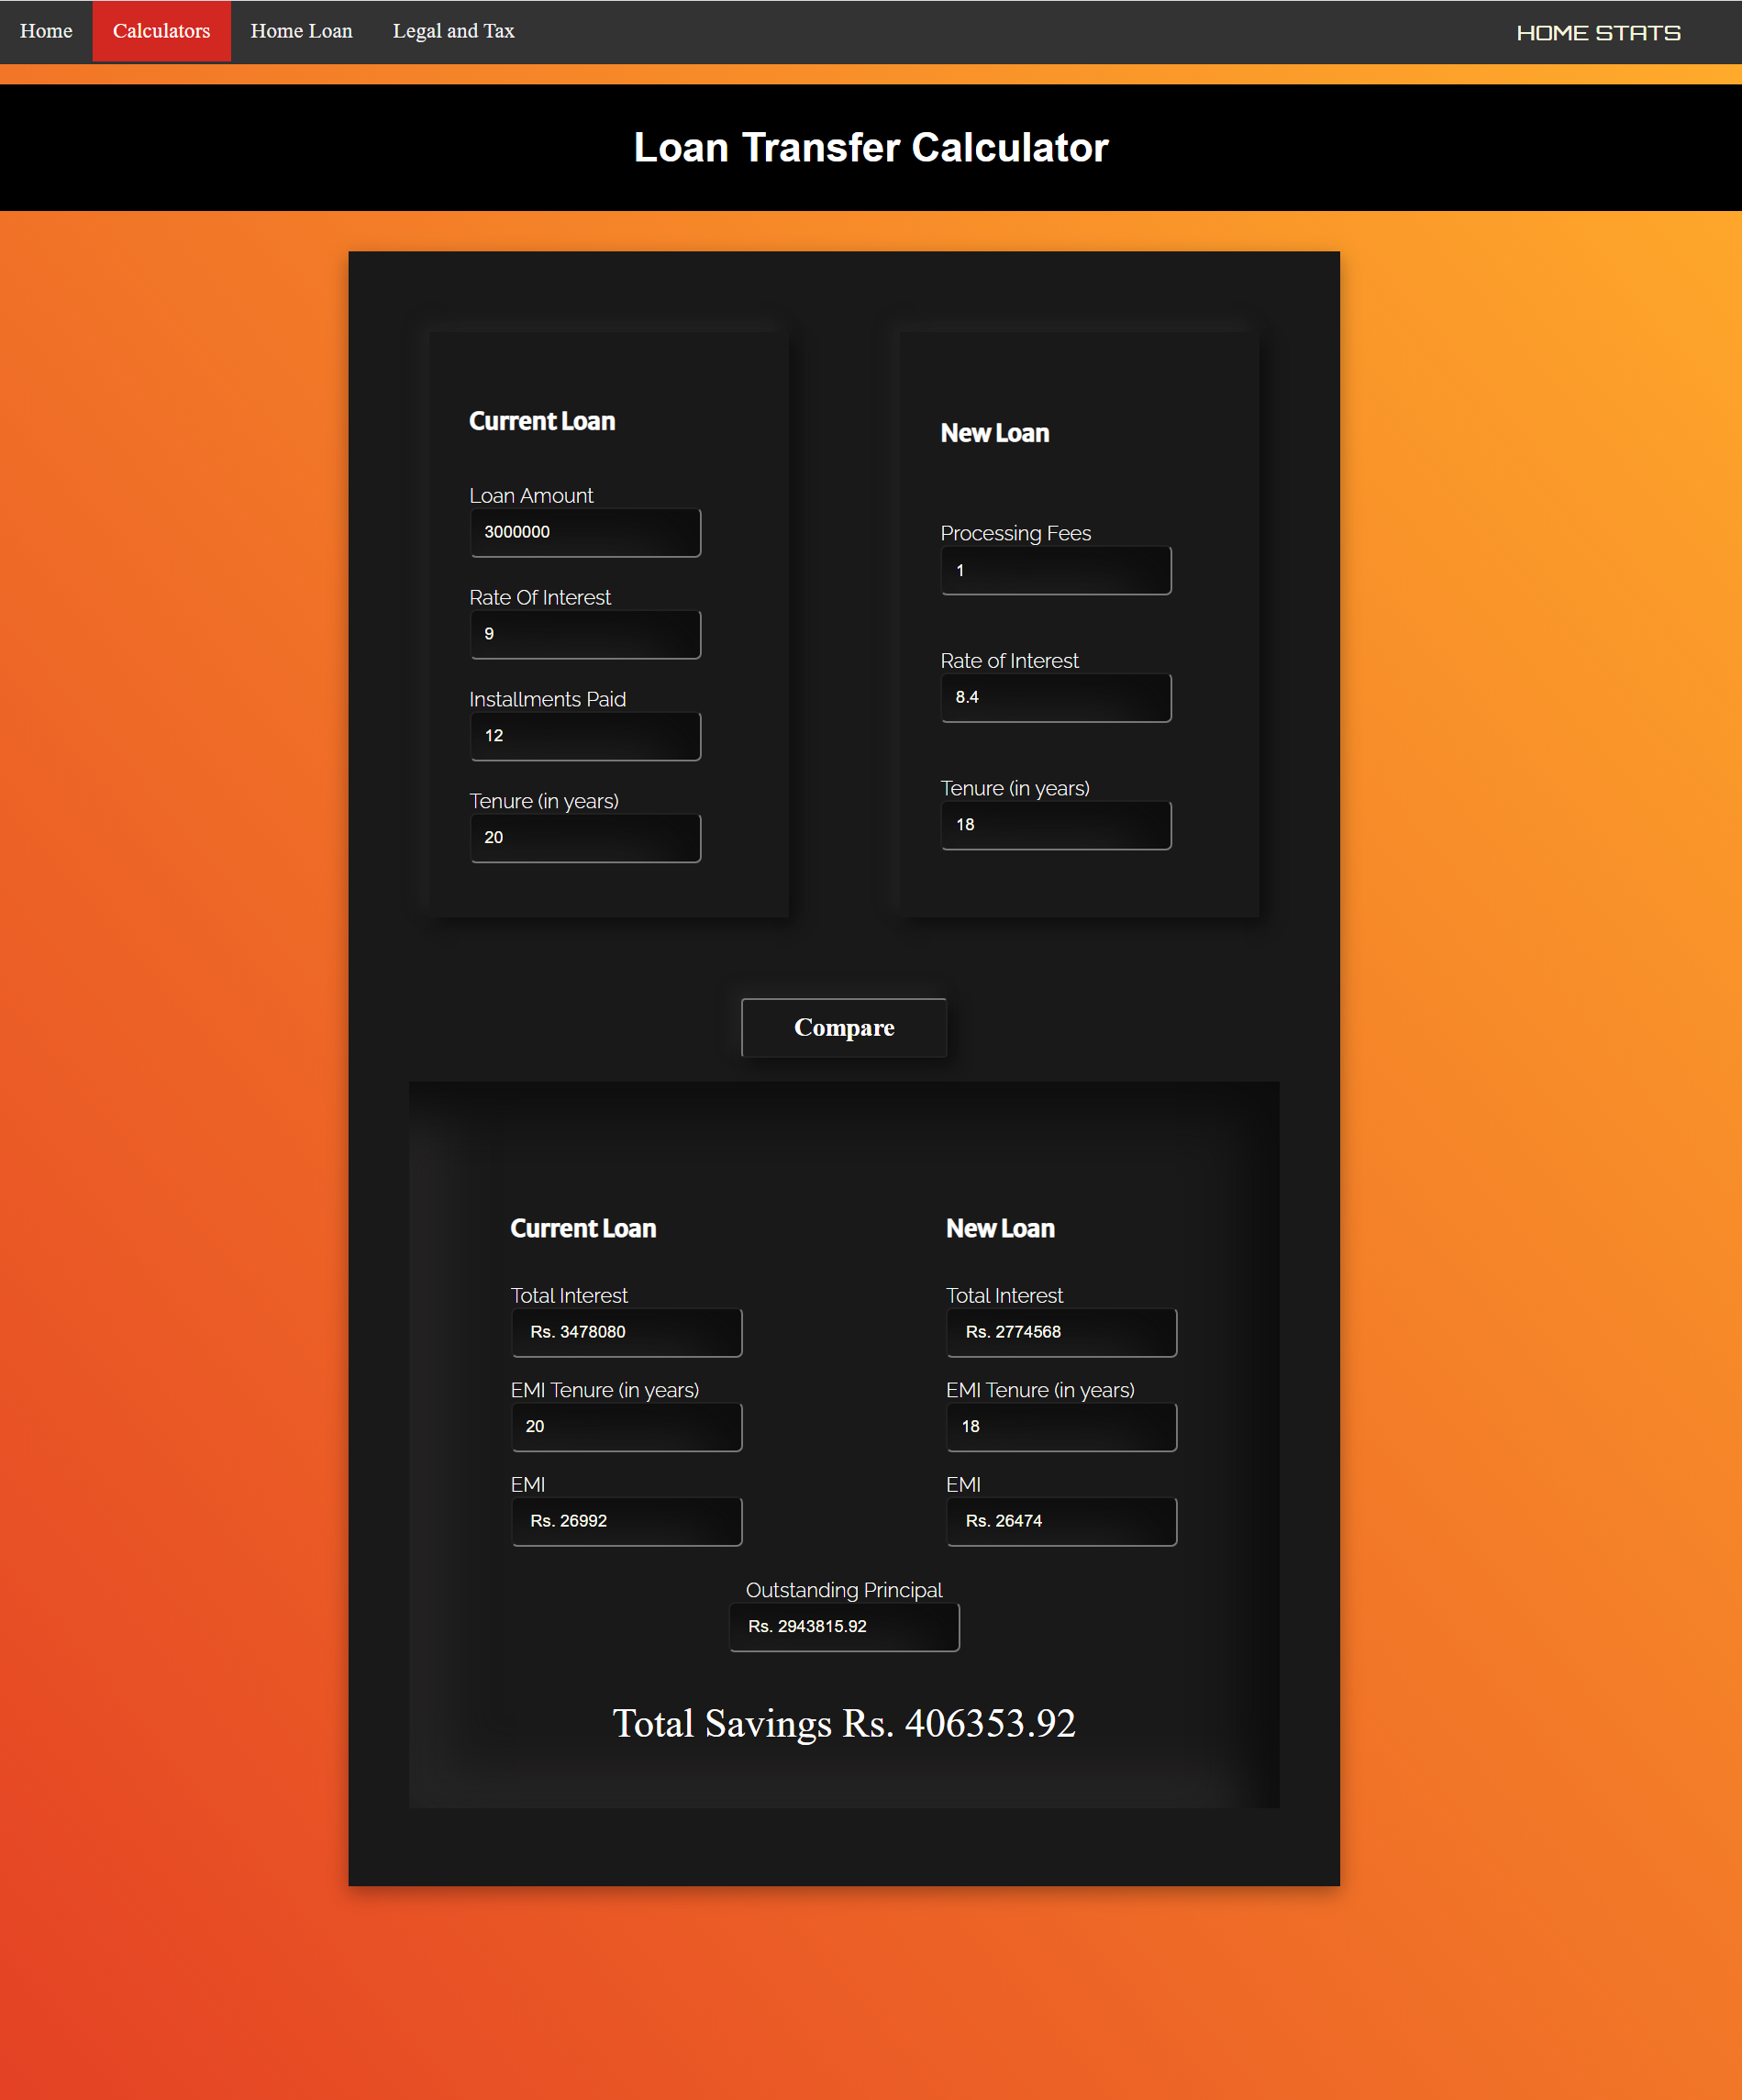 Home Calculators Home Loan Legal and Tax HOME STATS
Loan Transfer Calculator
Current Loan
Loan Amount
3000000
Rate Of Interest
9
Installments Paid
12
Tenure (in years)
20
New Loan
Processing Fees
1
Rate of Interest
8.4
Tenure (in years)
18
Compare
Current Loan
Total Interest
Rs. 3478080
EMI Tenure (in years)
20
EMI
Rs. 26992
New Loan
Total Interest
Rs. 2774568
EMI Tenure (in years)
18
EMI
Rs. 26474
Outstanding Principal
Rs. 2943815.92
Total Savings Rs. 406353.92